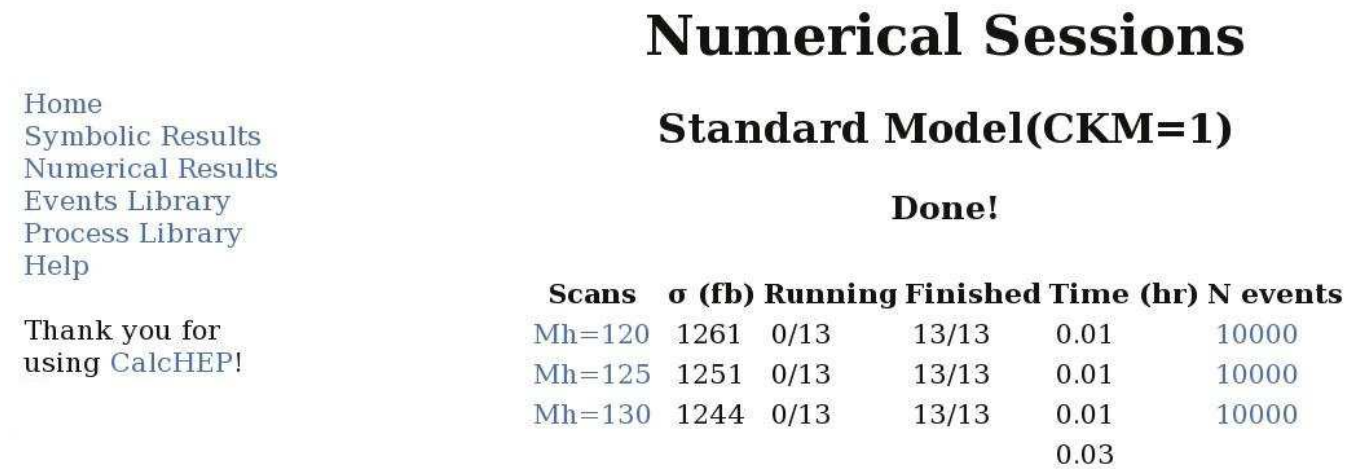 Numerical Sessions
Home
Symbolic Results
Numerical Results
Events Library
Process Library
Help
Thank you for
using CalcHEP!
Standard Model(CKM=1)
Done!
Scans σ (fb) Running Finished Time (hr) N events
Mh=120 1261 0/13 13/13 0.01 10000
Mh=125 1251 0/13 13/13 0.01 10000
Mh=130 1244 0/13 13/13 0.01 10000
0.03